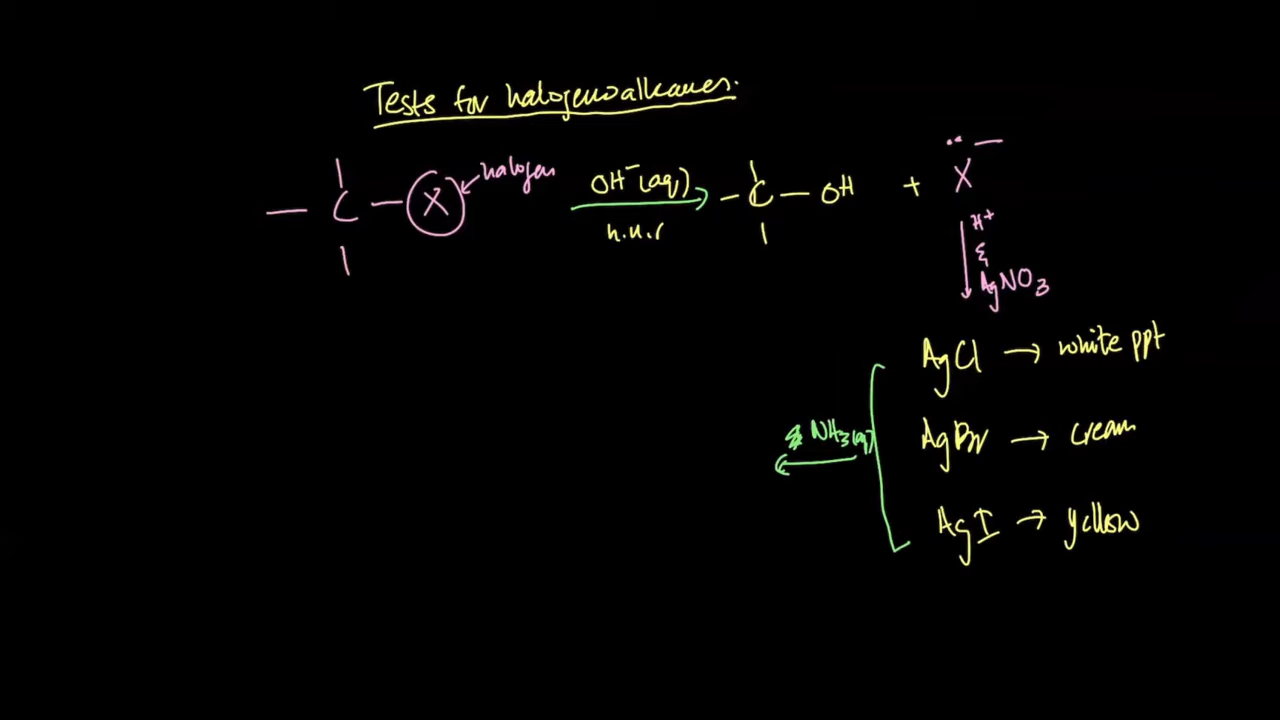 Tests for halogenoalkanes.
halogen
— C — X
OH⁻(aq)
h.u.r
— C — OH + X⁻
H⁺
&
AgNO₃
AgCl → white ppt
AgBr → cream
NH₃(aq)
AgI → yellow